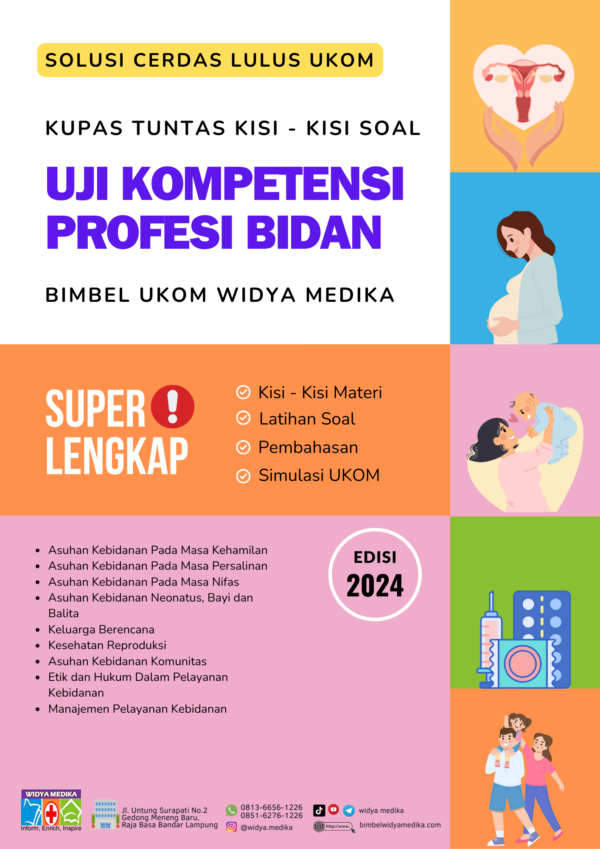 SOLUSI CERDAS LULUS UKOM
KUPAS TUNTAS KISI - KISI SOAL
UJI KOMPETENSI
PROFESI BIDAN
BIMBEL UKOM WIDYA MEDIKA
SUPER !
LENGKAP
Kisi - Kisi Materi
Latihan Soal
Pembahasan
Simulasi UKOM
• Asuhan Kebidanan Pada Masa Kehamilan
• Asuhan Kebidanan Pada Masa Persalinan
• Asuhan Kebidanan Pada Masa Nifas
• Asuhan Kebidanan Neonatus, Bayi dan
Balita
• Keluarga Berencana
• Kesehatan Reproduksi
• Asuhan Kebidanan Komunitas
• Etik dan Hukum Dalam Pelayanan
Kebidanan
• Manajemen Pelayanan Kebidanan
EDISI
2024
WIDYA MEDIKA
Inform, Enrich, Inspire
Jl. Untung Surapati No.2
Gedong Meneng Baru,
Raja Basa Bandar Lampung
0813-6656-1226
0851-6276-1226
@widya.medika
widya medika
http://www.
bimbelwidyamedika.com